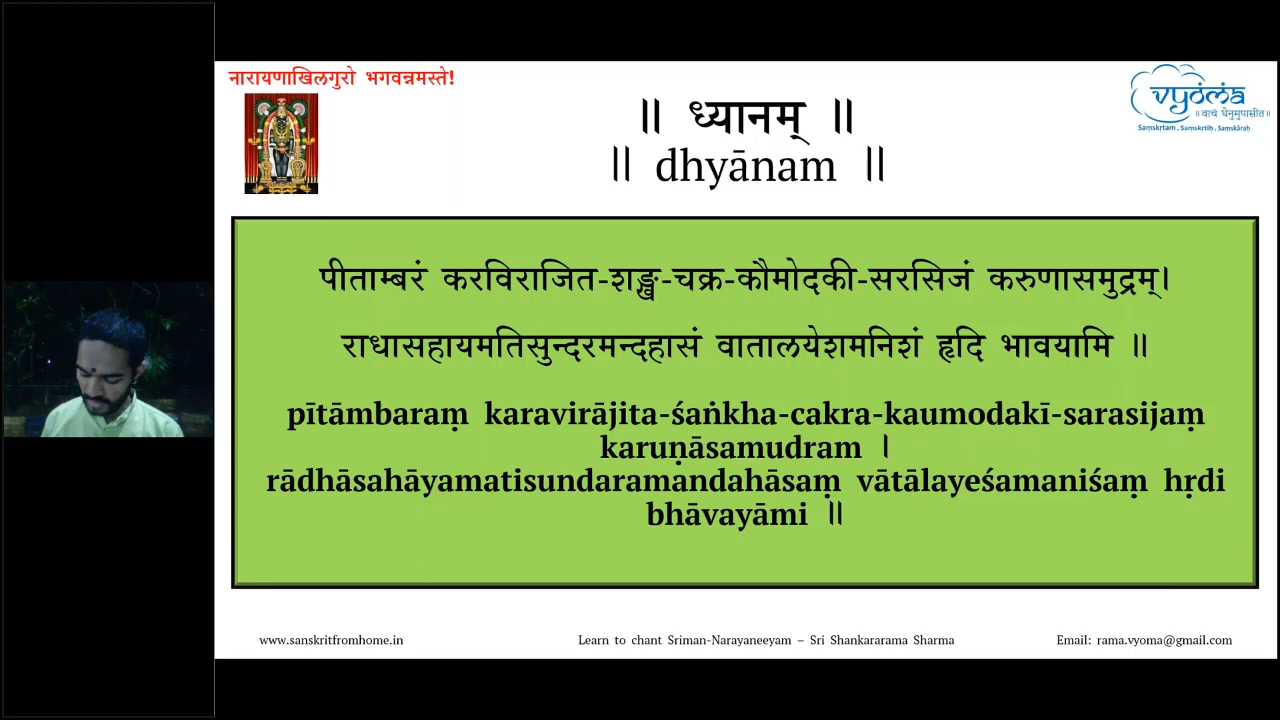 नारायणाखिलगुरो भगवन्नमस्ते!
॥ ध्यानम् ॥
॥ dhyānam ॥
vyoma
॥ वाचं धेनुमुपासीत॥
Saṃskṛtam . Saṃskṛtiḥ . Saṃskāraḥ
पीताम्बरं करविराजित-शङ्ख-चक्र-कौमोदकी-सरसिजं करुणासमुद्रम्।
राधासहायमतिसुन्दरमन्दहासं वातालयेशमनिशं हृदि भावयामि ॥
pītāmbaraṃ karavirājita-śaṅkha-cakra-kaumodakī-sarasijaṃ
karuṇāsamudram ।
rādhāsahāyamatisundaramandahāsaṃ vātālayeśamaniśaṃ hṛdi
bhāvayāmi ॥
www.sanskritfromhome.in
Learn to chant Sriman-Narayaneeyam – Sri Shankararama Sharma
Email: rama.vyoma@gmail.com